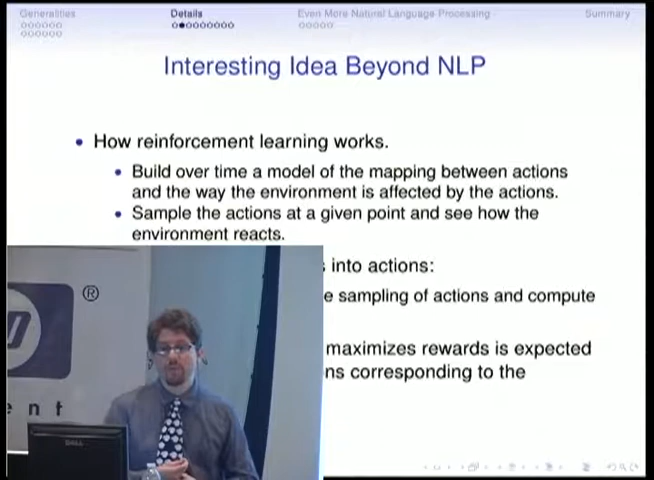 Generalities
Details
Even More Natural Language Processing
Summary
Interesting Idea Beyond NLP
How reinforcement learning works.
Build over time a model of the mapping between actions
and the way the environment is affected by the actions.
Sample the actions at a given point and see how the
environment reacts.
into actions:
e sampling of actions and compute
maximizes rewards is expected
ns corresponding to the
®
e n t
DELL